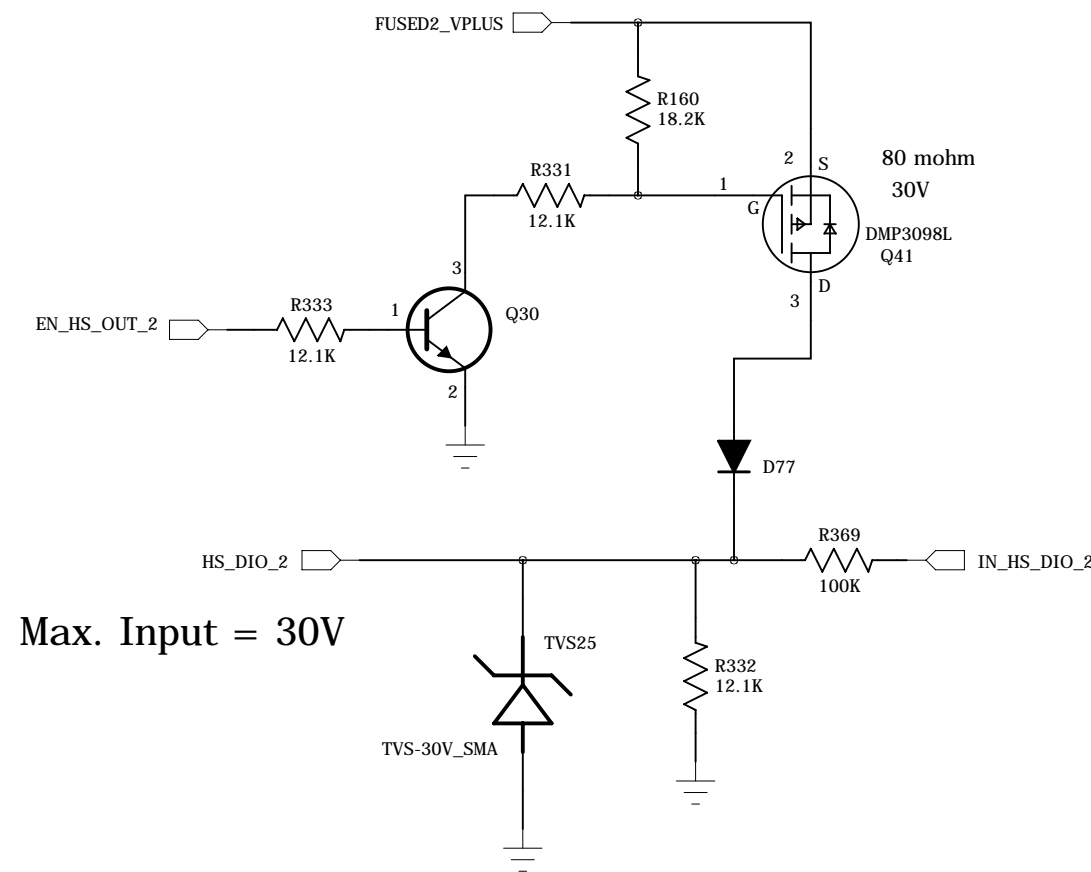 FUSED2_VPLUS
R160
18.2K
2
S
80 mohm
30V
R331
12.1K
1
G
DMP3098L
Q41
3
D
3
EN_HS_OUT_2
R333
12.1K
1
Q30
2
D77
HS_DIO_2
R369
100K
IN_HS_DIO_2
Max. Input = 30V
TVS25
R332
12.1K
TVS-30V_SMA